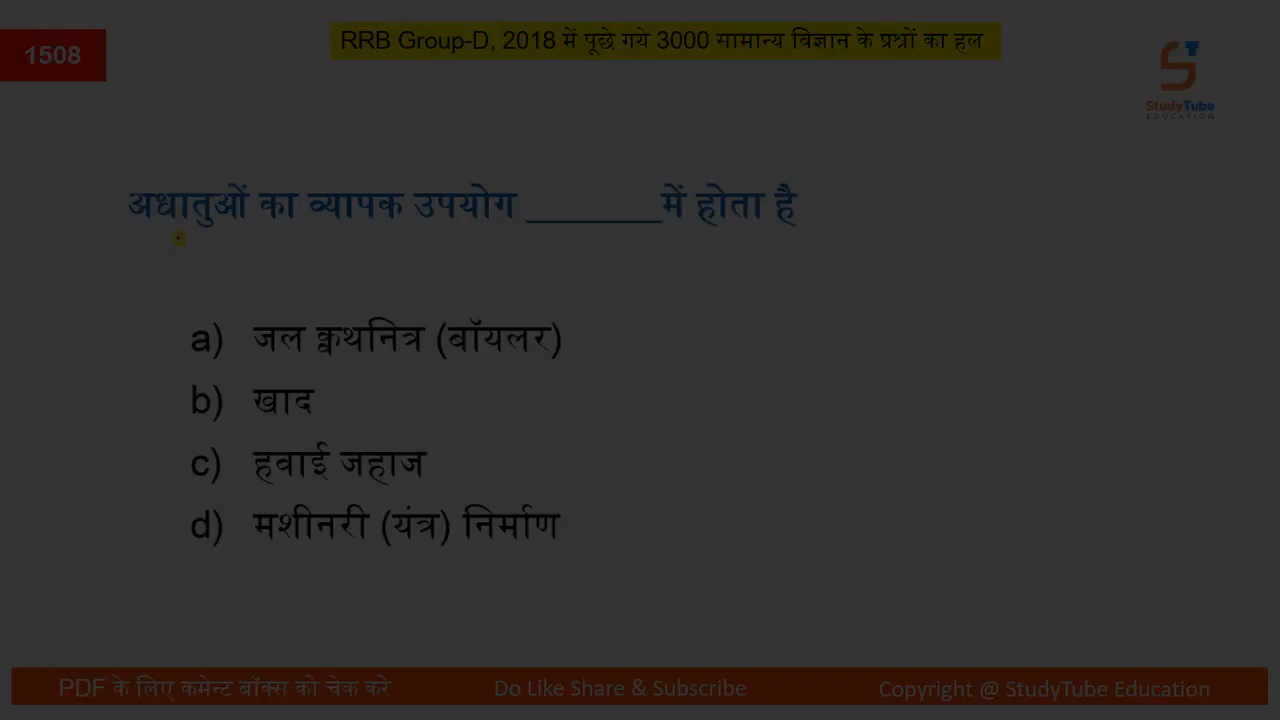 1508
RRB Group-D, 2018 में पूछे गये 3000 सामान्य विज्ञान के प्रश्नों का हल
StudyTube
EDUCATION
अधातुओं का व्यापक उपयोग _______में होता है
a) जल क्वथनित्र (बॉयलर)
b) खाद
c) हवाई जहाज
d) मशीनरी (यंत्र) निर्माण
PDF के लिए कमेन्ट बॉक्स को चेक करे
Do Like Share & Subscribe
Copyright @ StudyTube Education